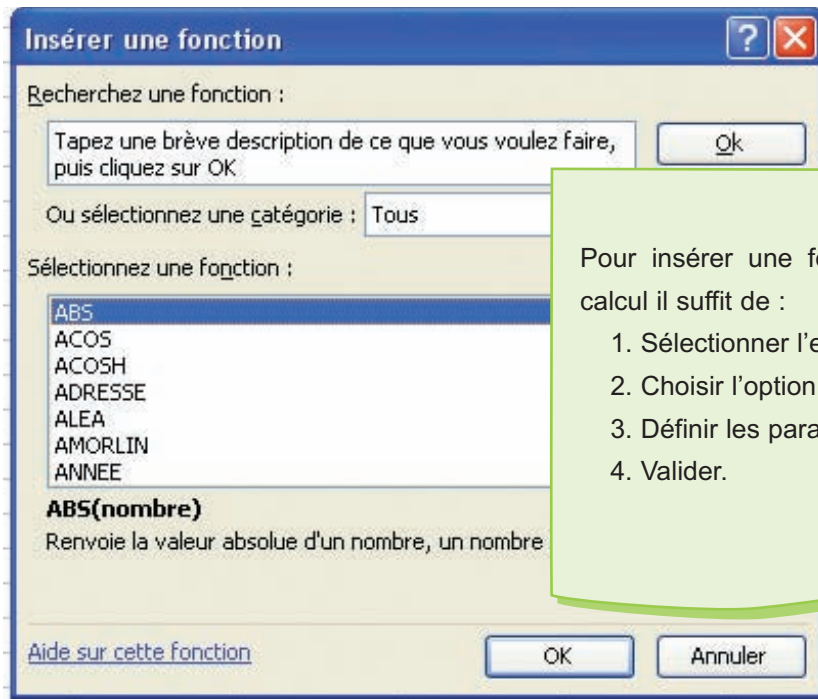 Insérer une fonction
Recherchez une fonction :
Tapez une brève description de ce que vous voulez faire,
puis cliquez sur OK
Ok
Ou sélectionnez une catégorie : Tous
Sélectionnez une fonction :
ABS
ACOS
ACOSH
ADRESSE
ALEA
AMORLIN
ANNEE
ABS(nombre)
Renvoie la valeur absolue d'un nombre, un nombre
Aide sur cette fonction
OK
Annuler
Pour insérer une
calcul il suffit de :
1. Sélectionner
2. Choisir l'option
3. Définir les
4. Valider.